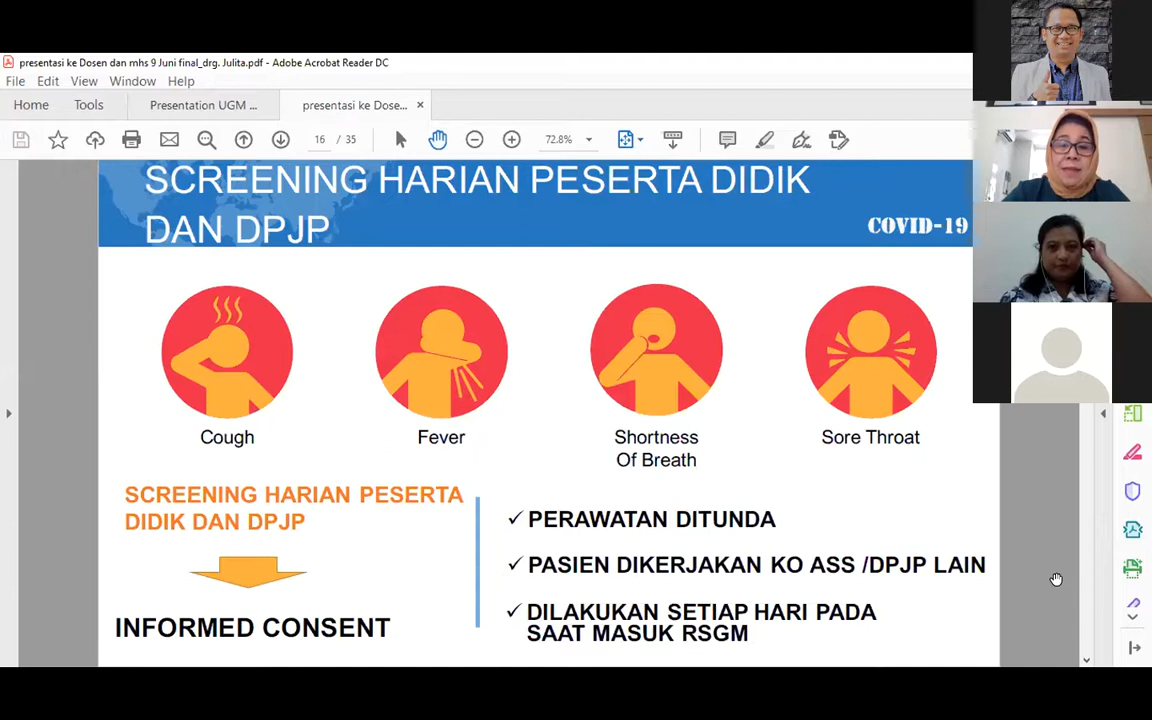 presentasi ke Dosen dan mhs 9 Juni final_drg. Julita.pdf - Adobe Acrobat Reader DC
File Edit View Window Help
Home Tools Presentation UGM ... presentasi ke Dose... ×
16 / 35 72.8%
SCREENING HARIAN PESERTA DIDIK
DAN DPJP
COVID-19
Cough Fever Shortness Sore Throat
Of Breath
SCREENING HARIAN PESERTA
DIDIK DAN DPJP
INFORMED CONSENT
✓ PERAWATAN DITUNDA
✓ PASIEN DIKERJAKAN KO ASS /DPJP LAIN
✓ DILAKUKAN SETIAP HARI PADA
SAAT MASUK RSGM